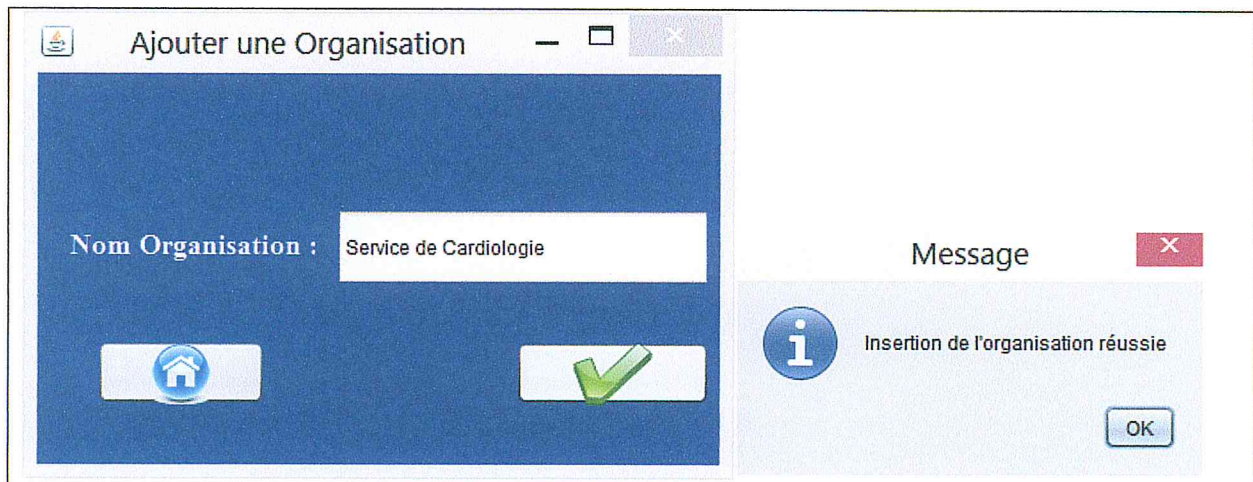 Ajouter une Organisation
Nom Organisation :
Service de Cardiologie
Message
Insertion de l'organisation réussie
OK